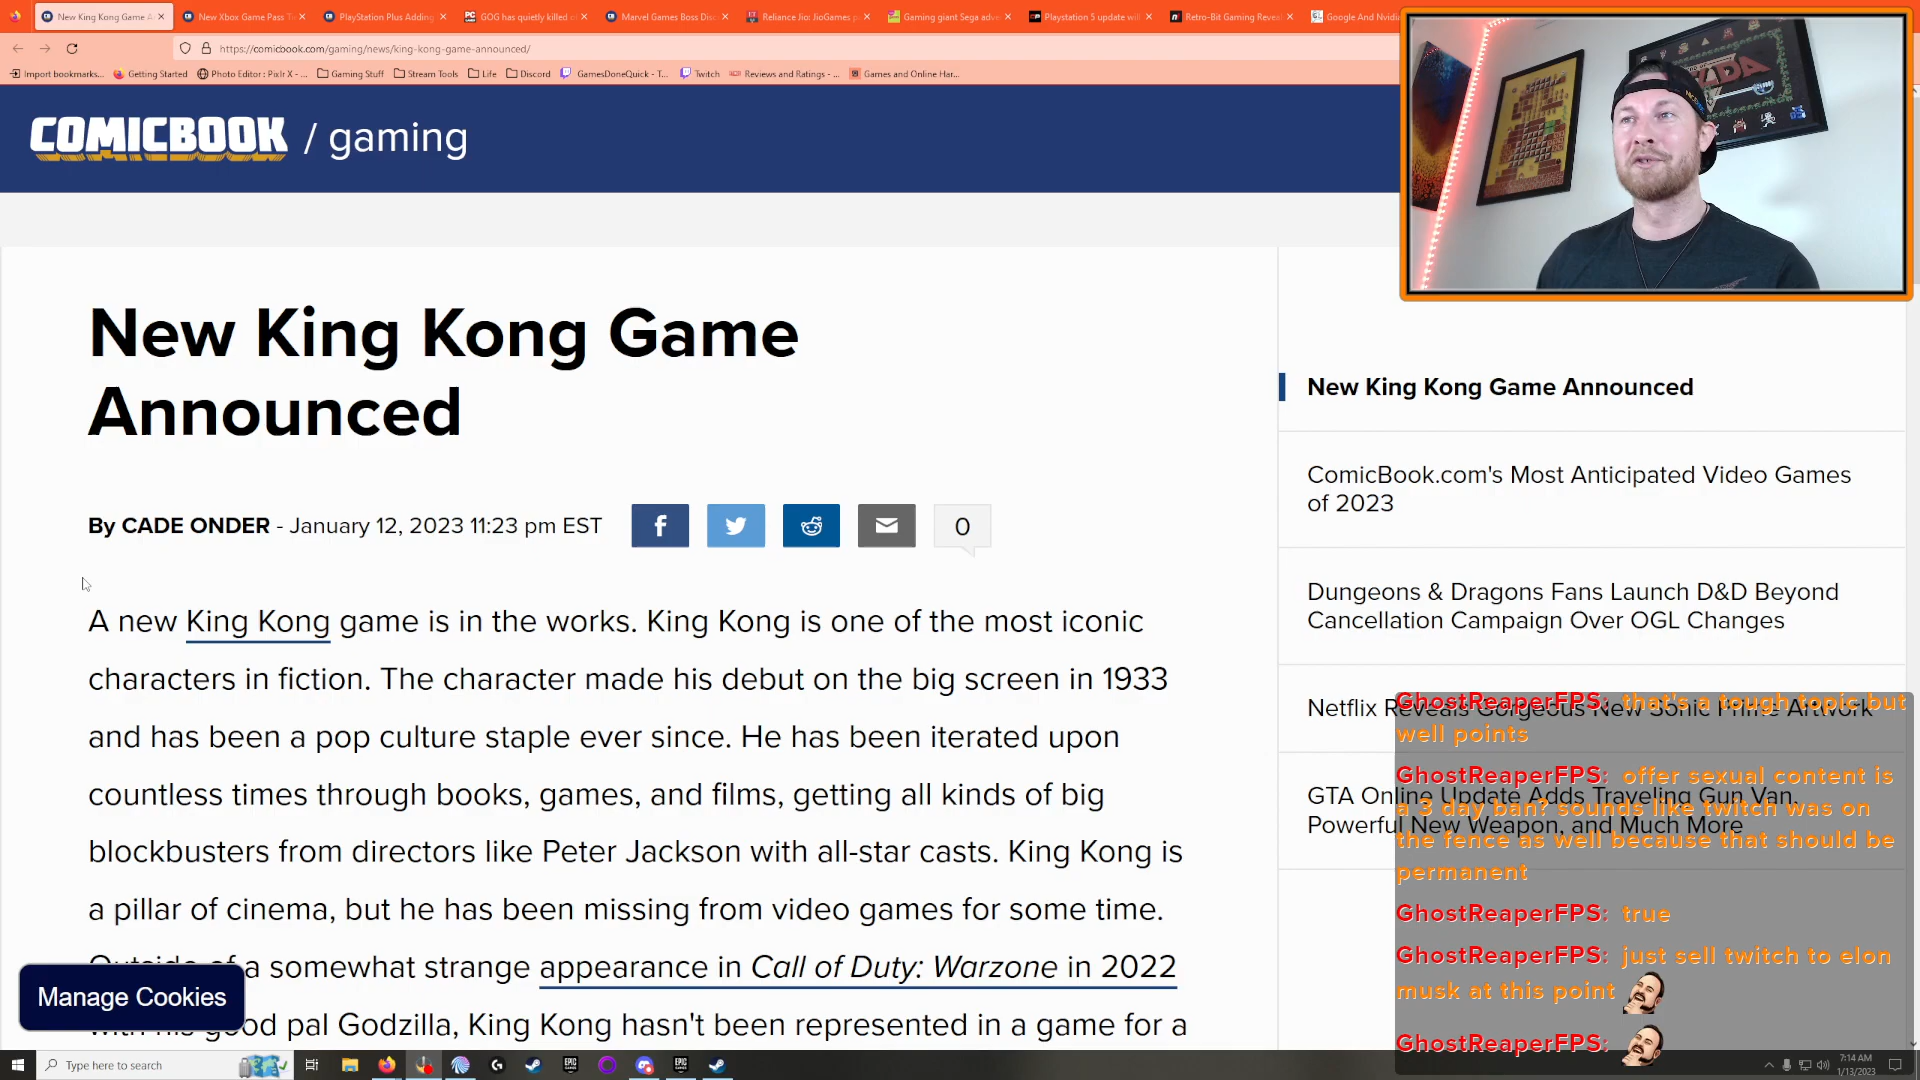 New King Kong Game A
New Xbox Game Pass Ti
PlayStation Plus Adding
GOG has quietly killed
Marvel Games Boss Dis
Reliance Jio: JioGames p
Gaming giant Sega adv
Playstation 5 update will
Retro-Bit Gaming Revea
Google And Nvidi
https://comicbook.com/gaming/news/king-kong-game-announced/
Import bookmarks...
Getting Started
Photo Editor : Pixlr X - ...
Gaming Stuff
Stream Tools
Life
Discord
GamesDoneQuick - T...
Twitch
Reviews and Ratings - ...
Games and Online Har...
COMICBOOK / gaming
New King Kong Game
Announced
By CADE ONDER - January 12, 2023 11:23 pm EST
0
A new King Kong game is in the works. King Kong is one of the most iconic
characters in fiction. The character made his debut on the big screen in 1933
and has been a pop culture staple ever since. He has been iterated upon
countless times through books, games, and films, getting all kinds of big
blockbusters from directors like Peter Jackson with all-star casts. King Kong is
a pillar of cinema, but he has been missing from video games for some time.
Outside of a somewhat strange appearance in Call of Duty: Warzone in 2022
with his good pal Godzilla, King Kong hasn't been represented in a game for a
Manage Cookies
New King Kong Game Announced
ComicBook.com's Most Anticipated Video Games
of 2023
Dungeons & Dragons Fans Launch D&D Beyond
Cancellation Campaign Over OGL Changes
Netflix Reveals Gorgeous New Sonic Prime Artwork
GTA Online Update Adds Traveling Gun Van,
Powerful New Weapon, and Much More
GhostReaperFPS: that's a tough topic but
well points
GhostReaperFPS: offer sexual content is
a 3 day ban? sounds like twitch was on
the fence as well because that should be
permanent
GhostReaperFPS: true
GhostReaperFPS: just sell twitch to elon
musk at this point
GhostReaperFPS:
ZELDA
Type here to search
7:14 AM
1/13/2023